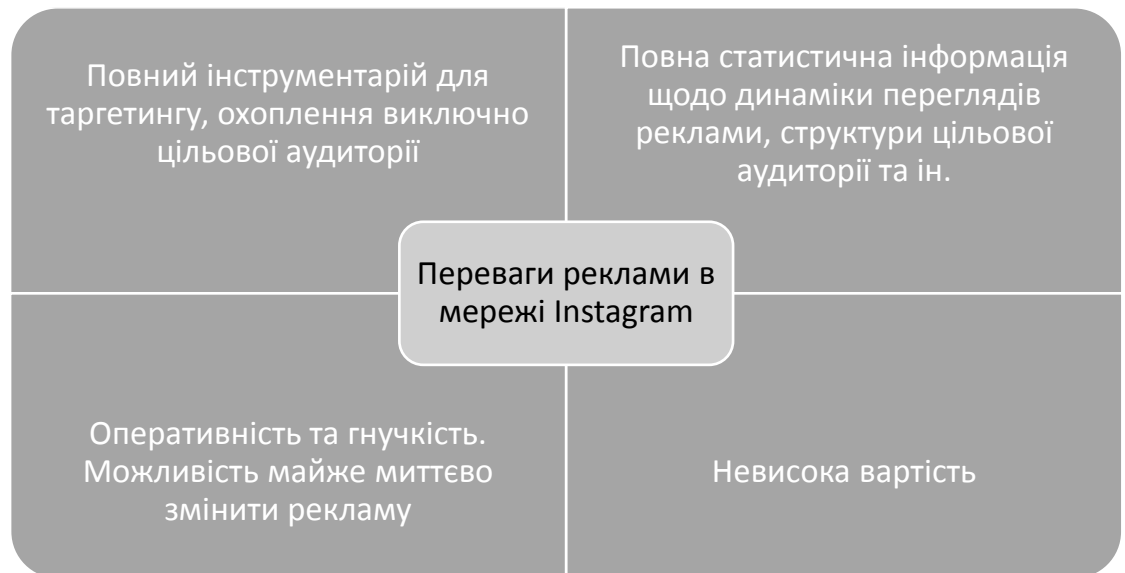 Повний інструментарій для
таргетингу, охоплення виключно
цільової аудиторії
Повна статистична інформація
щодо динаміки переглядів
реклами, структури цільової
аудиторії та ін.
Переваги реклами в
мережі Instagram
Оперативність та гнучкість.
Можливість майже миттєво
змінити рекламу
Невисока вартість